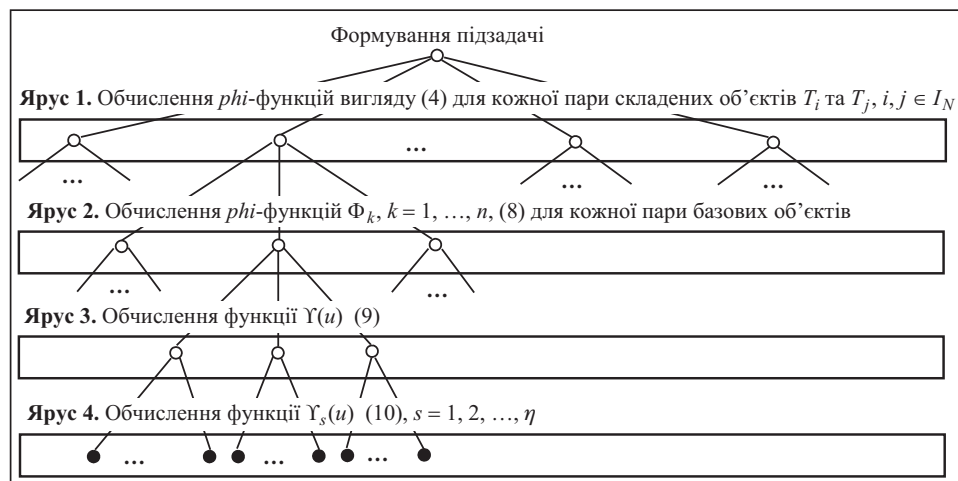 Формування підзадачі
Ярус 1. Обчислення phi-функцій вигляду (4) для кожної пари складених об’єктів T_i та T_j, i, j ∈ I_N
...
... ... ...
Ярус 2. Обчислення phi-функцій Φ_k, k = 1, …, n, (8) для кожної пари базових об’єктів
... ...
Ярус 3. Обчислення функції ϒ(u) (9)
Ярус 4. Обчислення функції ϒ_s(u) (10), s = 1, 2, …, η
... ... ...